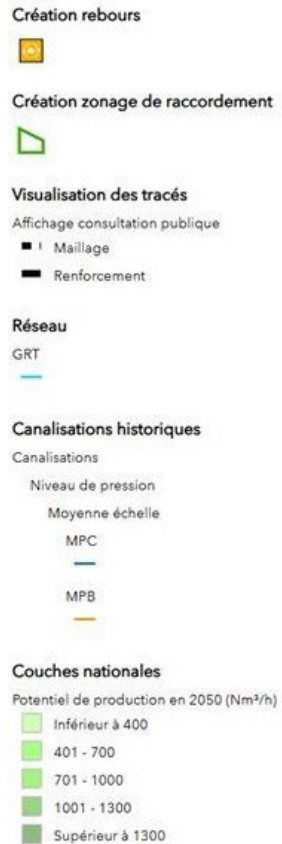 Création rebours
Création zonage de raccordement
Visualisation des tracés
Affichage consultation publique
Maillage
Renforcement
Réseau
GRT
Canalisations historiques
Canalisations
Niveau de pression
Moyenne échelle
MPC
MPB
Couches nationales
Potentiel de production en 2050 (Nm³/h)
Inférieur à 400
401 - 700
701 - 1000
1001 - 1300
Supérieur à 1300